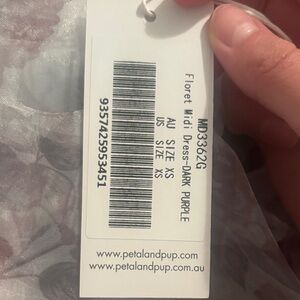 MD3362G
Floret Midi Dress-DARK PURPLE
AU SIZE XS
US SIZE XS
9357425953451
www.petalandpup.com
www.petalandpup.com.au